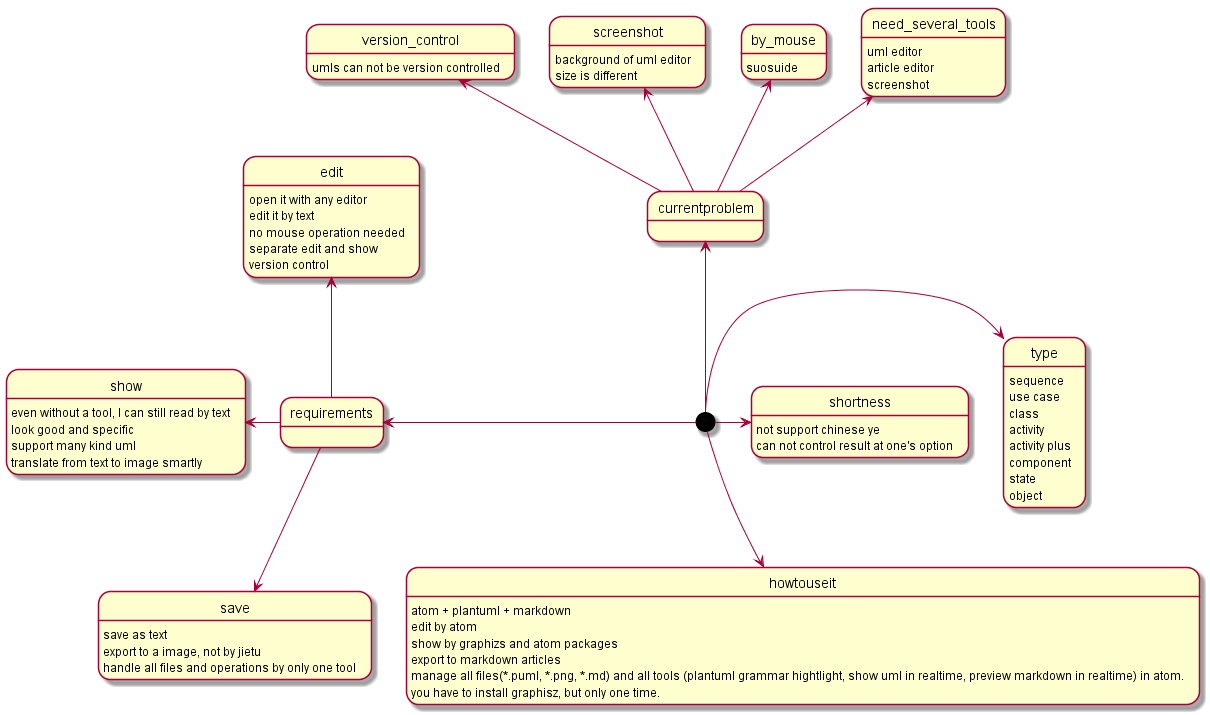 version_control
umls can not be version controlled
screenshot
background of uml editor
size is different
by_mouse
suosuide
need_several_tools
uml editor
article editor
screenshot
edit
open it with any editor
edit it by text
no mouse operation needed
separate edit and show
version control
currentproblem
type
sequence
use case
class
activity
activity plus
component
state
object
show
even without a tool, I can still read by text
look good and specific
support many kind uml
translate from text to image smartly
requirements
shortness
not support chinese ye
can not control result at one's option
save
save as text
export to a image, not by jietu
handle all files and operations by only one tool
howtouseit
atom + plantuml + markdown
edit by atom
show by graphizs and atom packages
export to markdown articles
manage all files(*.puml, *.png, *.md) and all tools (plantuml grammar hightlight, show uml in realtime, preview markdown in realtime) in atom.
you have to install graphisz, but only one time.